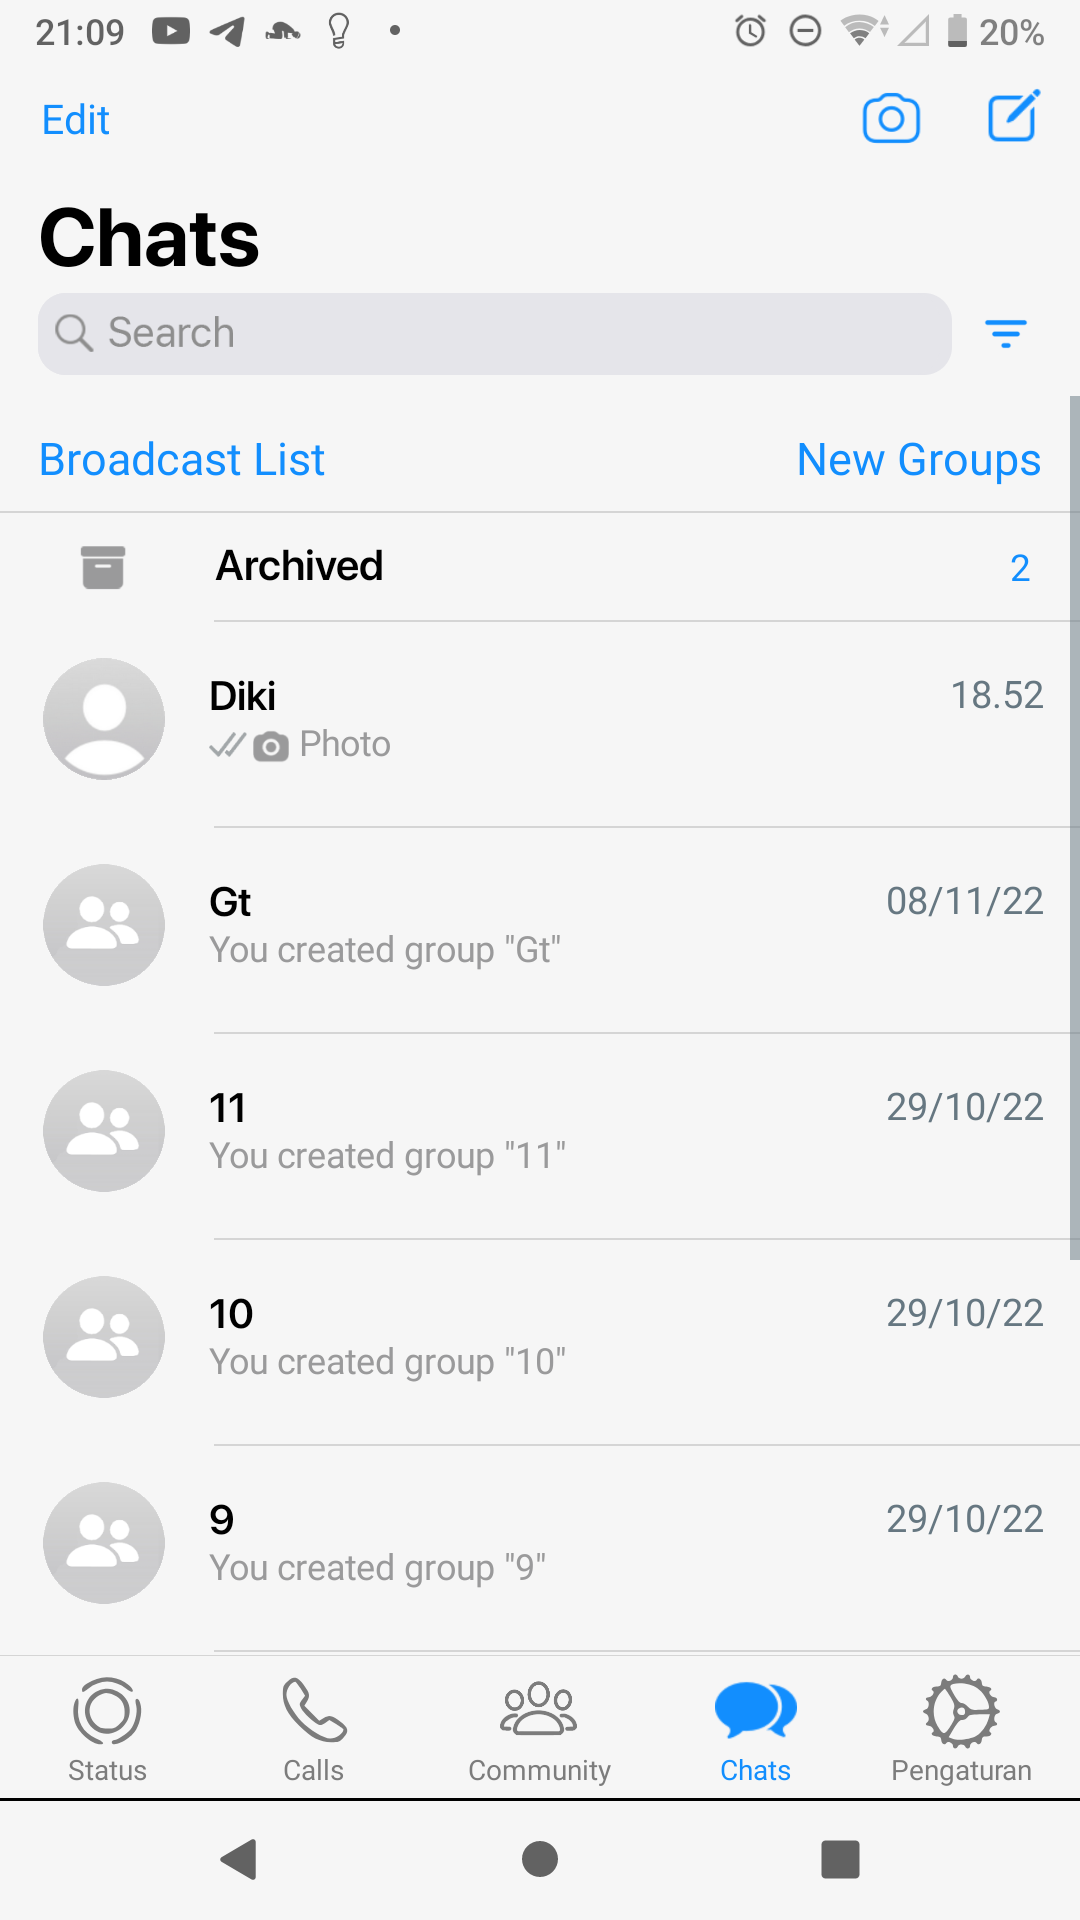 21:09
20%
Edit
Chats
Search
Broadcast List
New Groups
Archived
2
Diki
18.52
Photo
Gt
08/11/22
You created group "Gt"
11
29/10/22
You created group "11"
10
29/10/22
You created group "10"
9
29/10/22
You created group "9"
Status
Calls
Community
Chats
Pengaturan